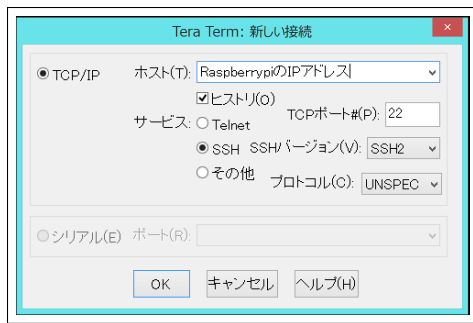 Tera Term: 新しい接続
×
TCP/IP ホスト(T): RaspberrypiのIPアドレス
ヒストリ(O)
サービス: Telnet TCPポート#(P): 22
SSH SSHバージョン(V): SSH2
その他 プロトコル(C): UNSPEC
シリアル(E) ポート(R):
OK キャンセル ヘルプ(H)